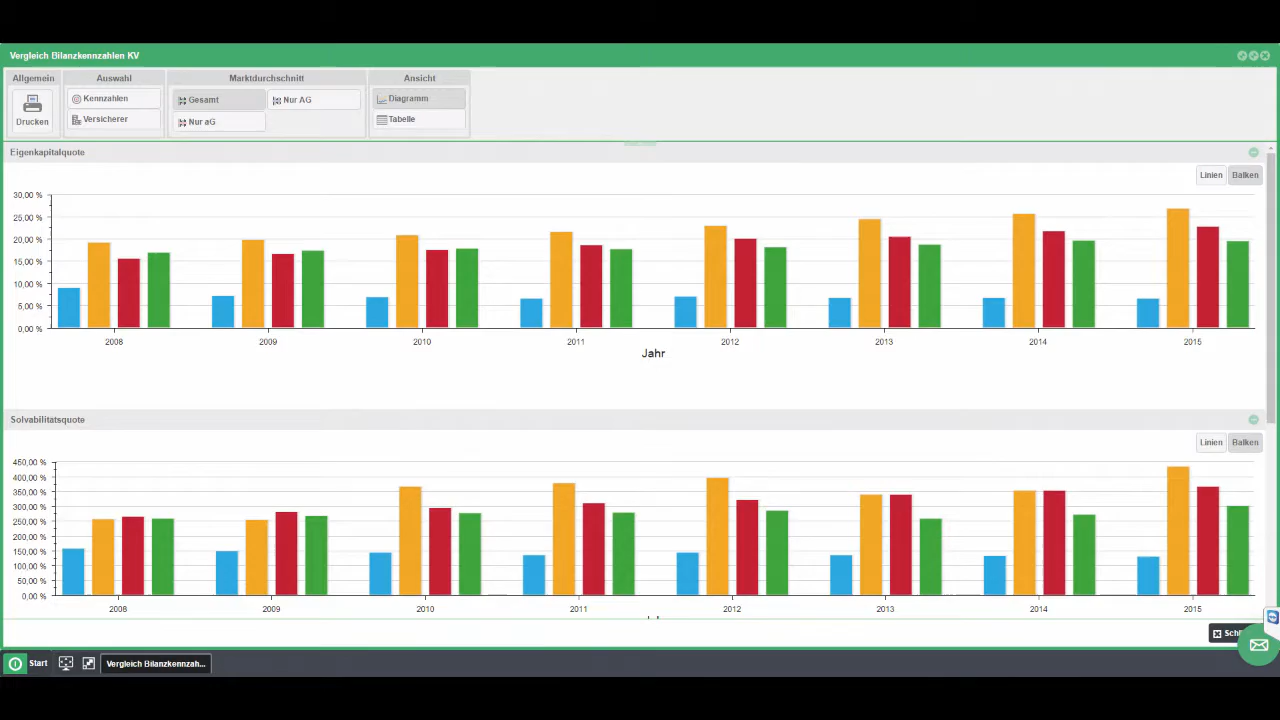 Vergleich Bilanzkennzahlen KV
Allgemein
Auswahl
Marktdurchschnitt
Ansicht
Drucken
Kennzahlen
Versicherer
Gesamt
Nur AG
Nur aG
Diagramm
Tabelle
Eigenkapitalquote
Linien Balken
30,00 %
25,00 %
20,00 %
15,00 %
10,00 %
5,00 %
0,00 %
2008 2009 2010 2011 2012 2013 2014 2015
Jahr
Solvabilitätsquote
Linien Balken
450,00 %
400,00 %
350,00 %
300,00 %
250,00 %
200,00 %
150,00 %
100,00 %
50,00 %
0,00 %
2008 2009 2010 2011 2012 2013 2014 2015
Start
Vergleich Bilanzkennzah...